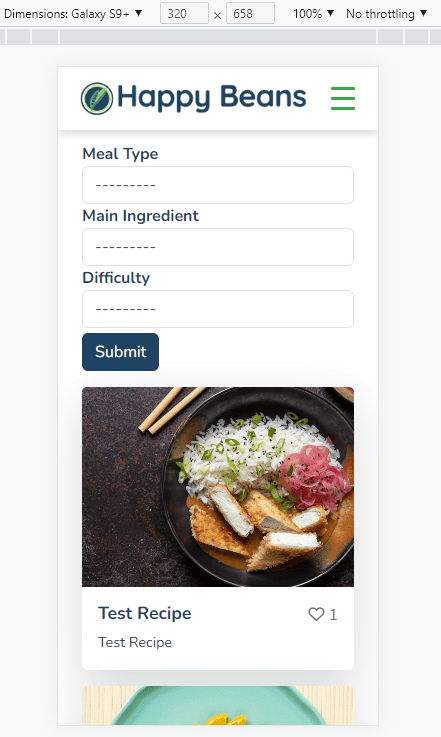 Dimensions: Galaxy S9+ ▼ 320 × 658 100% ▼ No throttling ▼
Happy Beans
Meal Type
---------
Main Ingredient
---------
Difficulty
---------
Submit
Test Recipe 1
Test Recipe